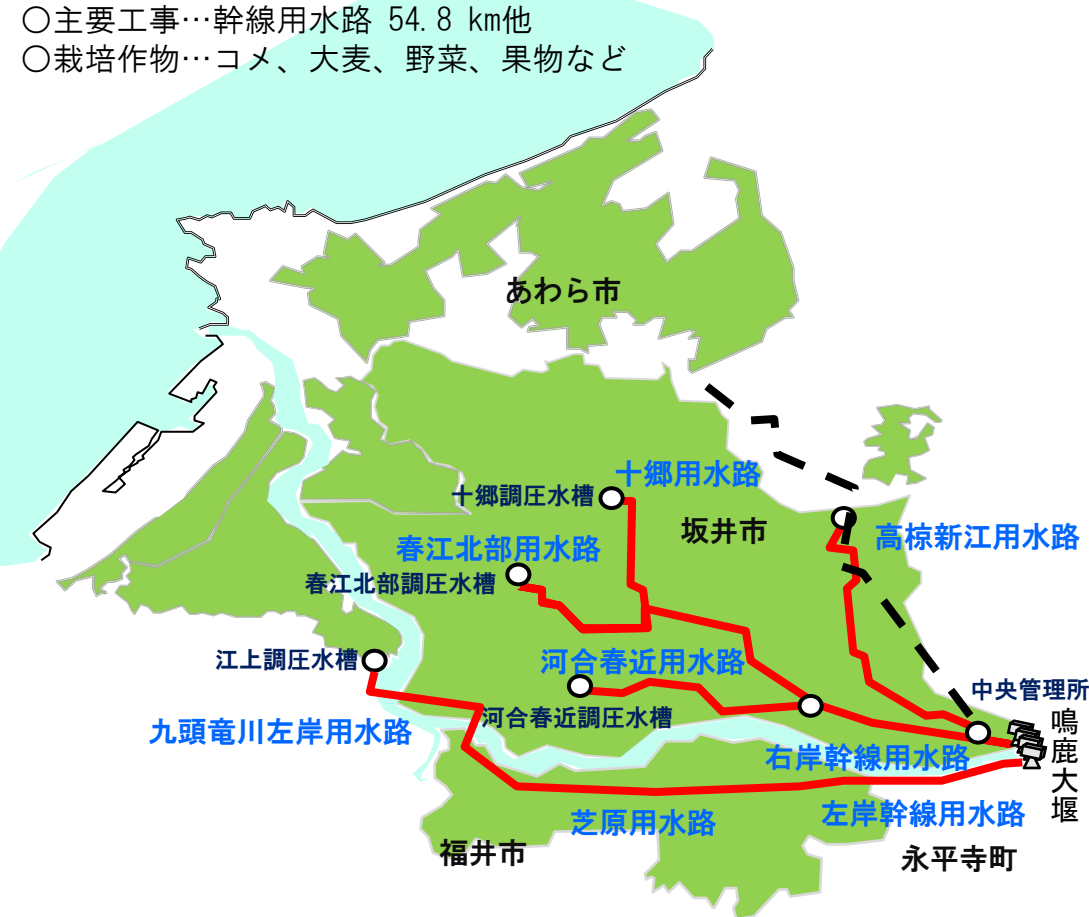 ○主要工事…幹線用水路 54.8 km他
○栽培作物…コメ、大麦、野菜、果物など
あわら市
十郷用水路
十郷調圧水槽
坂井市
高椋新江用水路
春江北部用水路
春江北部調圧水槽
江上調圧水槽
河合春近用水路
中央管理所
河合春近調圧水槽
九頭竜川左岸用水路
鳴鹿大堰
右岸幹線用水路
芝原用水路
左岸幹線用水路
福井市
永平寺町